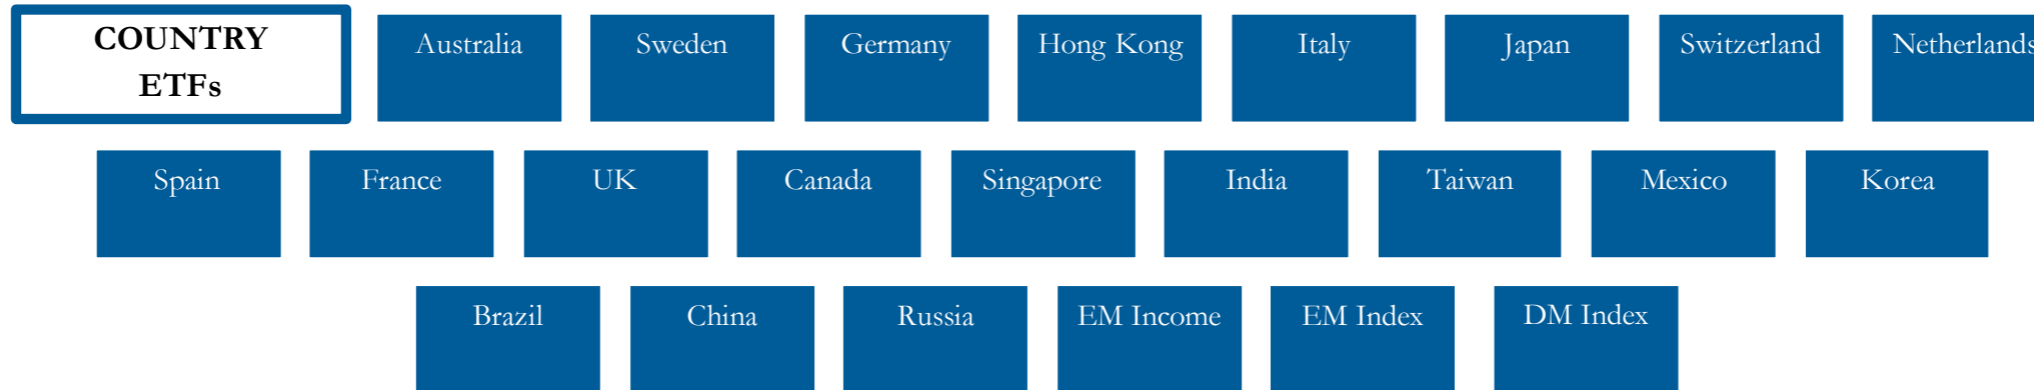 COUNTRY
ETFs
Australia
Sweden
Germany
Hong Kong
Italy
Japan
Switzerland
Netherlands
Spain
France
UK
Canada
Singapore
India
Taiwan
Mexico
Korea
Brazil
China
Russia
EM Income
EM Index
DM Index